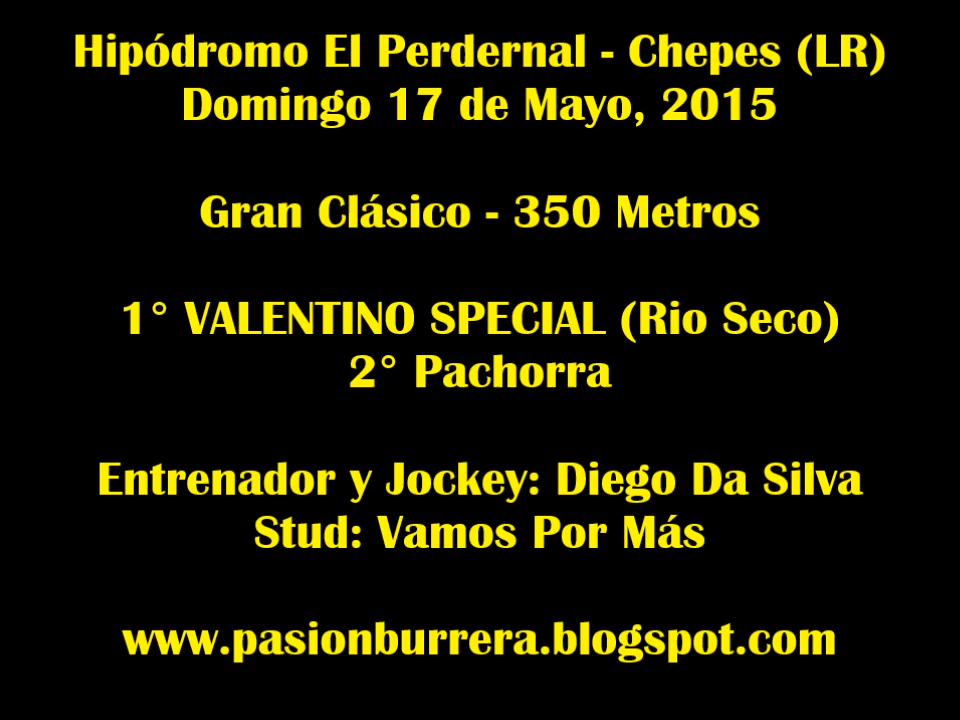 Hipódromo El Perdernal - Chepes (LR)
Domingo 17 de Mayo, 2015
Gran Clásico - 350 Metros
1° VALENTINO SPECIAL (Rio Seco)
2° Pachorra
Entrenador y Jockey: Diego Da Silva
Stud: Vamos Por Más
www.pasionburrera.blogspot.com